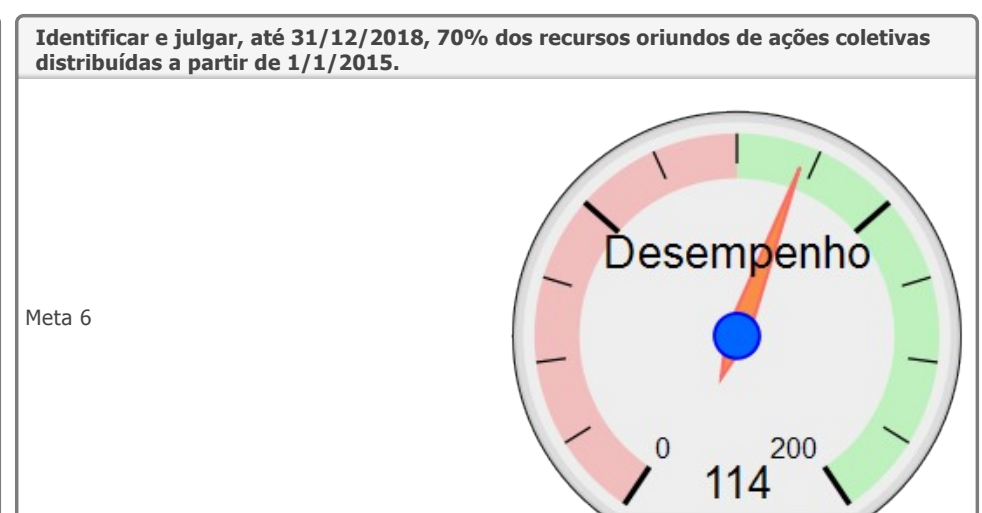 Identificar e julgar, até 31/12/2018, 70% dos recursos oriundos de ações coletivas
distribuídas a partir de 1/1/2015.
Desempenho
Meta 6
0
200
114